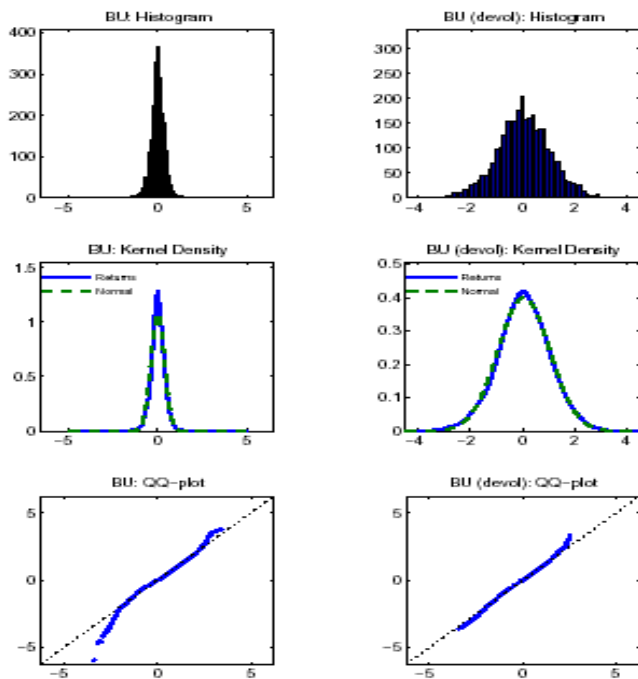 BU: Histogram
400
300
200
100
0
−5 0 5
BU (devol): Histogram
300
250
200
150
100
50
0
−4 −2 0 2 4
BU: Kernel Density
1.5
1
0.5
0
Returns
Normal
−5 0 5
BU (devol): Kernel Density
0.5
0.4
0.3
0.2
0.1
0
Returns
Normal
−4 −2 0 2 4
BU: QQ−plot
5
0
−5
−5 0 5
BU (devol): QQ−plot
5
0
−5
−5 0 5